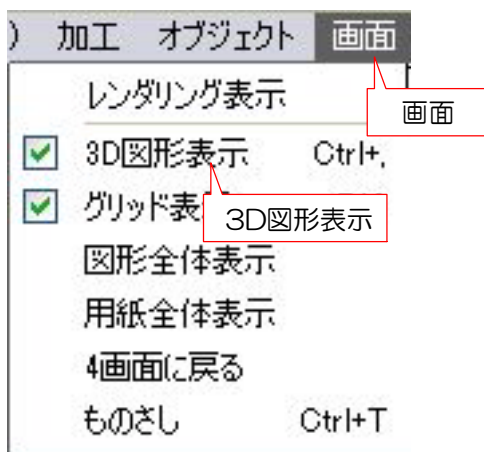 ) 加工 オブジェクト 画面
レンダリング表示
画面
3D図形表示 Ctrl+,
グリッド表
3D図形表示
図形全体表示
用紙全体表示
4画面に戻る
ものさし Ctrl+T